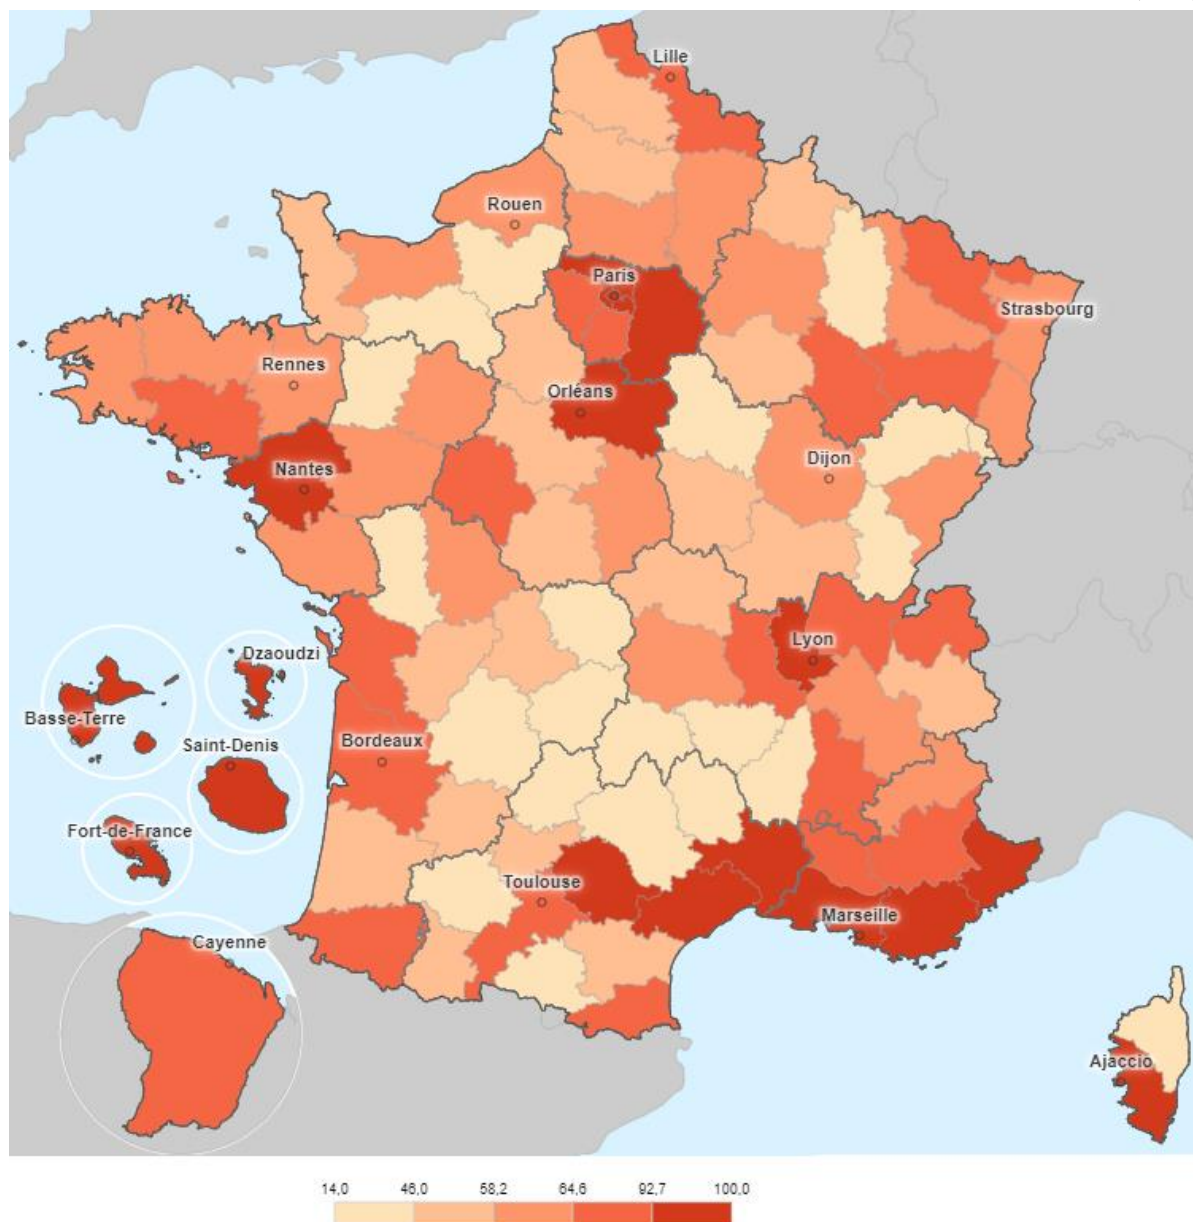 Lille
Rouen
Paris
Strasbourg
Rennes
Orléans
Nantes
Dijon
Lyon
Dzaoudzi
Basse-Terre
Saint-Denis
Bordeaux
Fort-de-France
Toulouse
Marseille
Cayenne
Ajaccio
14,0 46,0 58,2 64,6 92,7 100,0